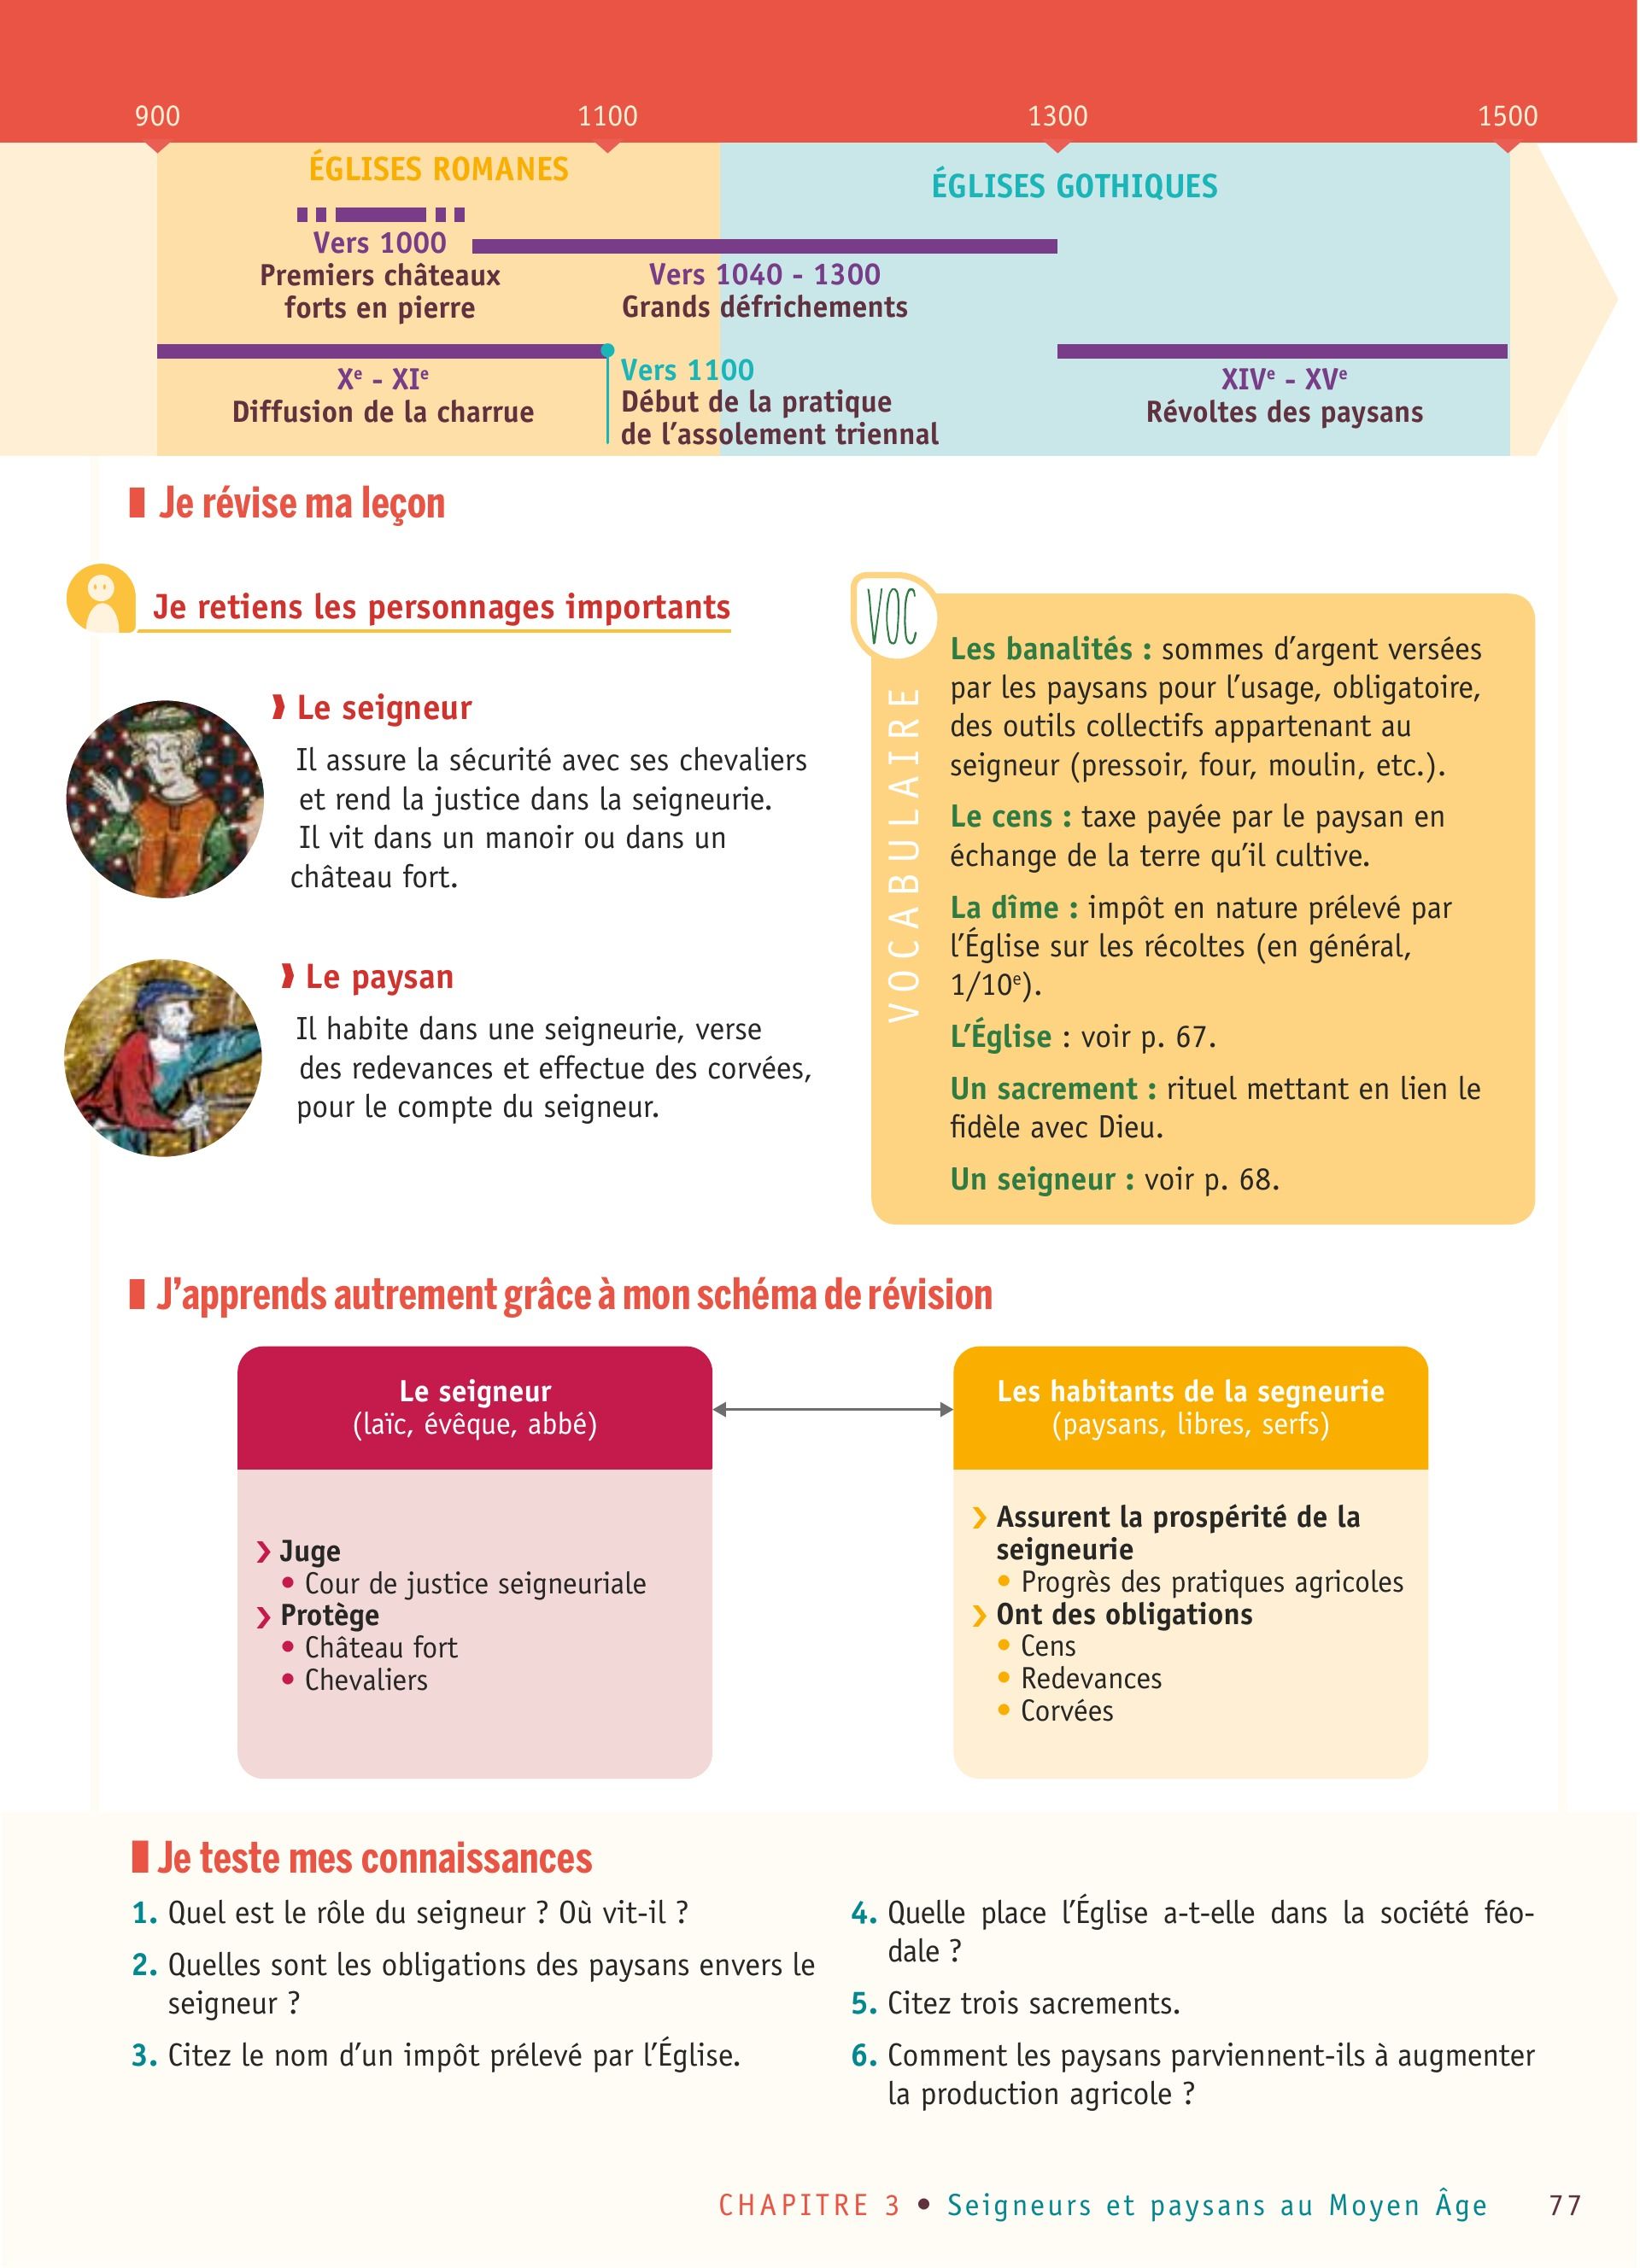 900
1100
1300
1500
ÉGLISES ROMANES
ÉGLISES GOTHIQUES
Vers 1000
Premiers châteaux
forts en pierre
Vers 1040 - 1300
Grands défrichements
Xe - XIe
Diffusion de la charrue
Vers 1100
Début de la pratique
de l’assolement triennal
XIVe - XVe
Révoltes des paysans
Je révise ma leçon
Je retiens les personnages importants
Le seigneur
Il assure la sécurité avec ses chevaliers
et rend la justice dans la seigneurie.
Il vit dans un manoir ou dans un
château fort.
Le paysan
Il habite dans une seigneurie, verse
des redevances et effectue des corvées,
pour le compte du seigneur.
VOC
VOCABULAIRE
Les banalités : sommes d’argent versées
par les paysans pour l’usage, obligatoire,
des outils collectifs appartenant au
seigneur (pressoir, four, moulin, etc.).
Le cens : taxe payée par le paysan en
échange de la terre qu’il cultive.
La dîme : impôt en nature prélevé par
l’Église sur les récoltes (en général,
1/10e).
L’Église : voir p. 67.
Un sacrement : rituel mettant en lien le
fidèle avec Dieu.
Un seigneur : voir p. 68.
J’apprends autrement grâce à mon schéma de révision
Le seigneur
(laïc, évêque, abbé)
› Juge
• Cour de justice seigneuriale
› Protège
• Château fort
• Chevaliers
Les habitants de la segneurie
(paysans, libres, serfs)
› Assurent la prospérité de la
seigneurie
• Progrès des pratiques agricoles
› Ont des obligations
• Cens
• Redevances
• Corvées
Je teste mes connaissances
1. Quel est le rôle du seigneur ? Où vit-il ?
2. Quelles sont les obligations des paysans envers le
seigneur ?
3. Citez le nom d’un impôt prélevé par l’Église.
4. Quelle place l’Église a-t-elle dans la société féo-
dale ?
5. Citez trois sacrements.
6. Comment les paysans parviennent-ils à augmenter
la production agricole ?
CHAPITRE 3 • Seigneurs et paysans au Moyen Âge 77